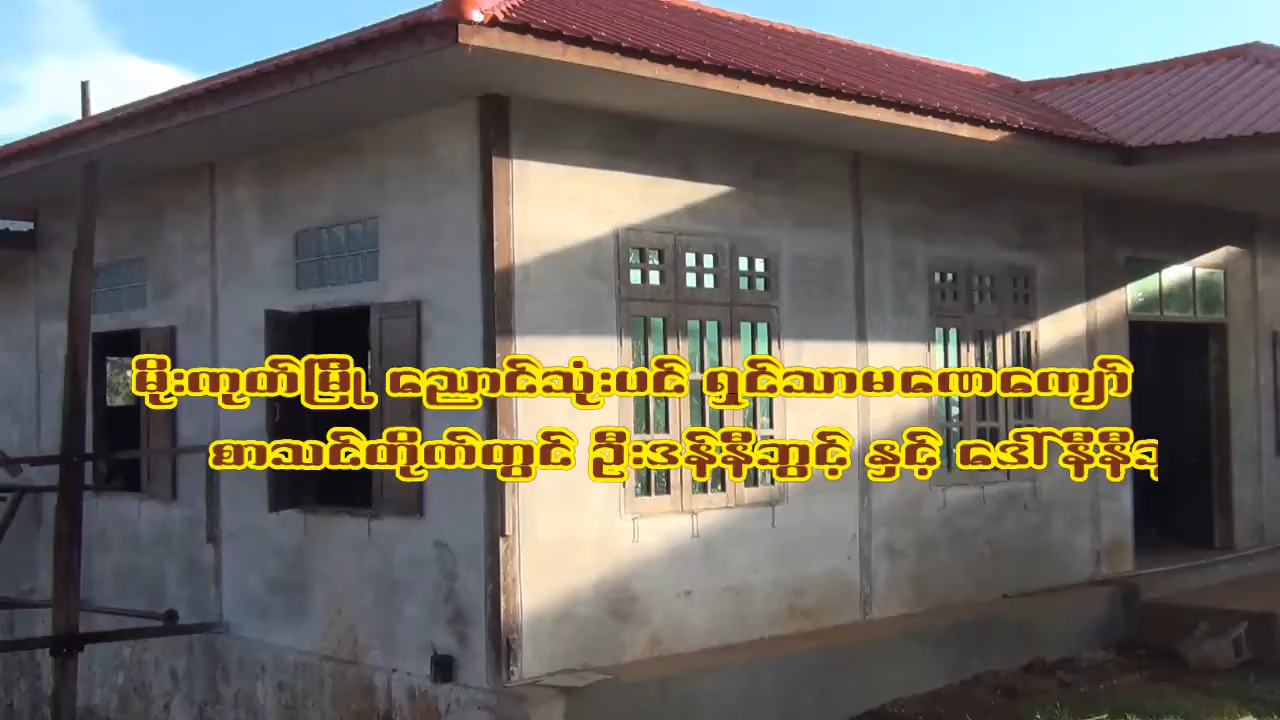 မိုးကုတ်မြို့ ညောင်သုံးပင် ရှင်သာမဏေကျော်
စာသင်တိုက်တွင် ဦးဒန်နီဘွင့် နှင့် ဒေါ်နီနီ